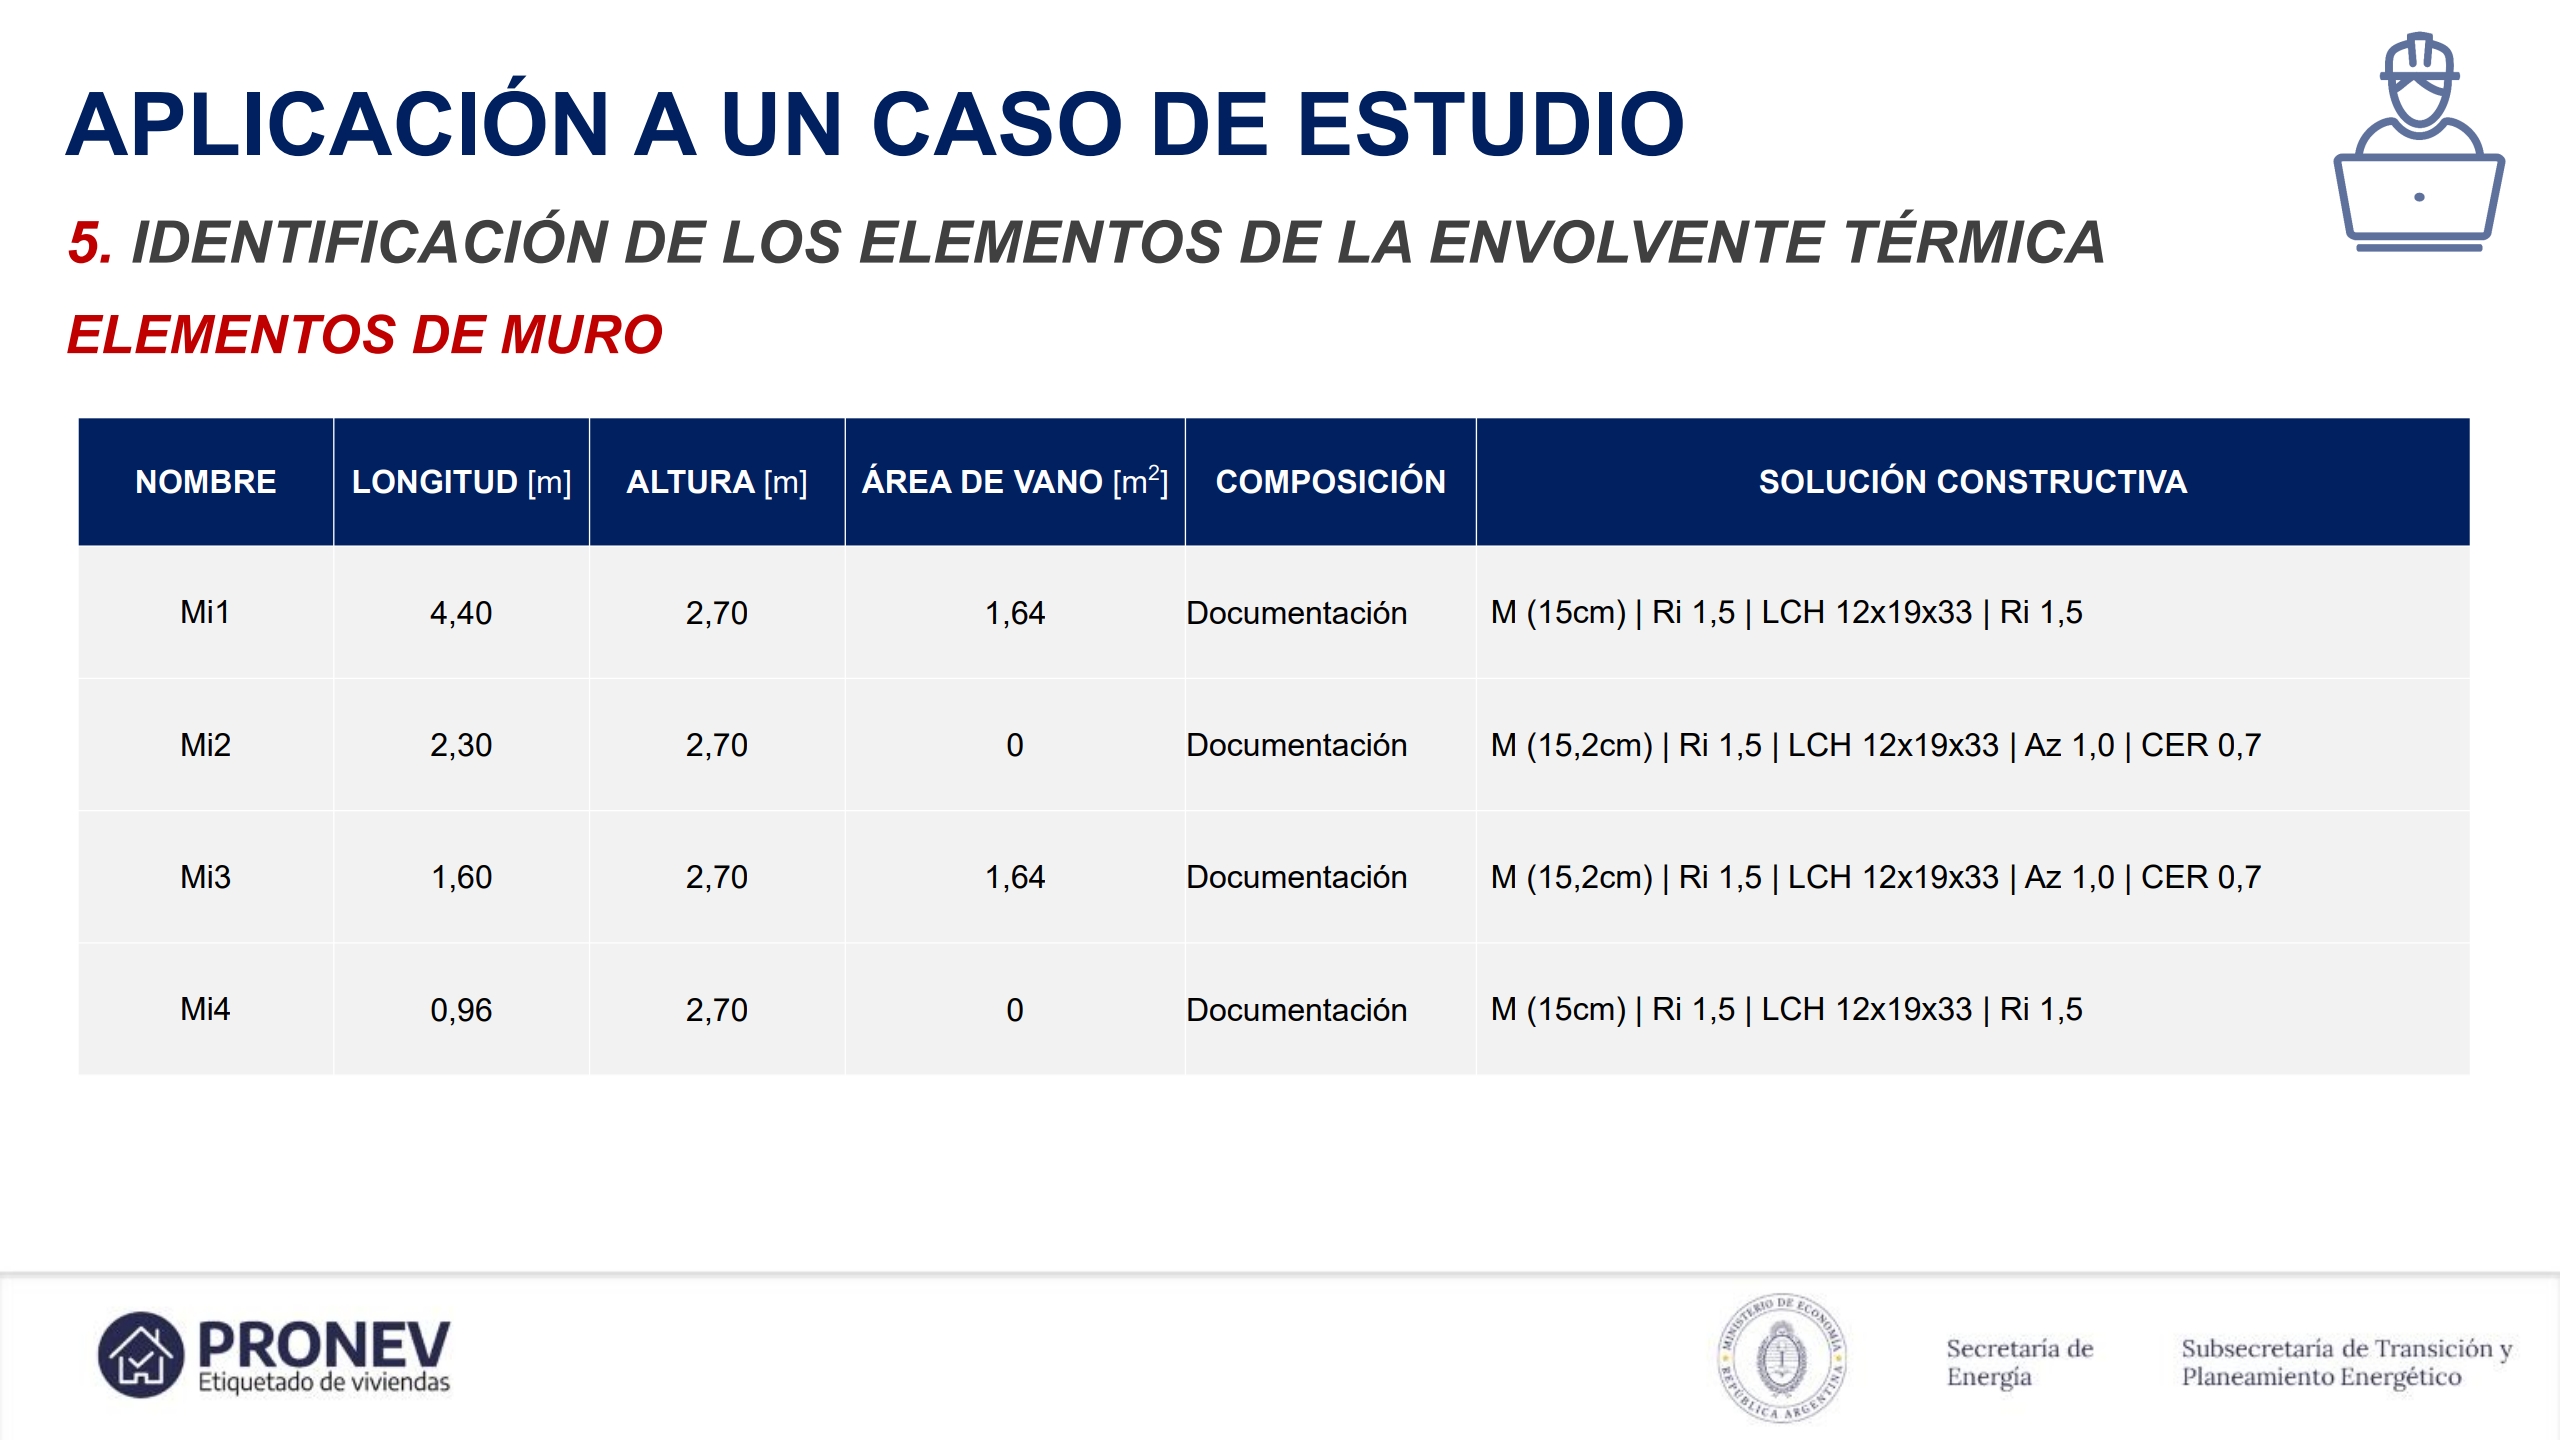 APLICACIÓN A UN CASO DE ESTUDIO
5. IDENTIFICACIÓN DE LOS ELEMENTOS DE LA ENVOLVENTE TÉRMICA
ELEMENTOS DE MURO
NOMBRE LONGITUD [m] ALTURA [m] ÁREA DE VANO [m²] COMPOSICIÓN SOLUCIÓN CONSTRUCTIVA
Mi1 4,40 2,70 1,64 Documentación M (15cm) | Ri 1,5 | LCH 12x19x33 | Ri 1,5
Mi2 2,30 2,70 0 Documentación M (15,2cm) | Ri 1,5 | LCH 12x19x33 | Az 1,0 | CER 0,7
Mi3 1,60 2,70 1,64 Documentación M (15,2cm) | Ri 1,5 | LCH 12x19x33 | Az 1,0 | CER 0,7
Mi4 0,96 2,70 0 Documentación M (15cm) | Ri 1,5 | LCH 12x19x33 | Ri 1,5
PRONEV
Etiquetado de viviendas
MINISTERIO DE ECONOMÍA
REPÚBLICA ARGENTINA
Secretaría de
Energía
Subsecretaría de Transición y
Planeamiento Energético